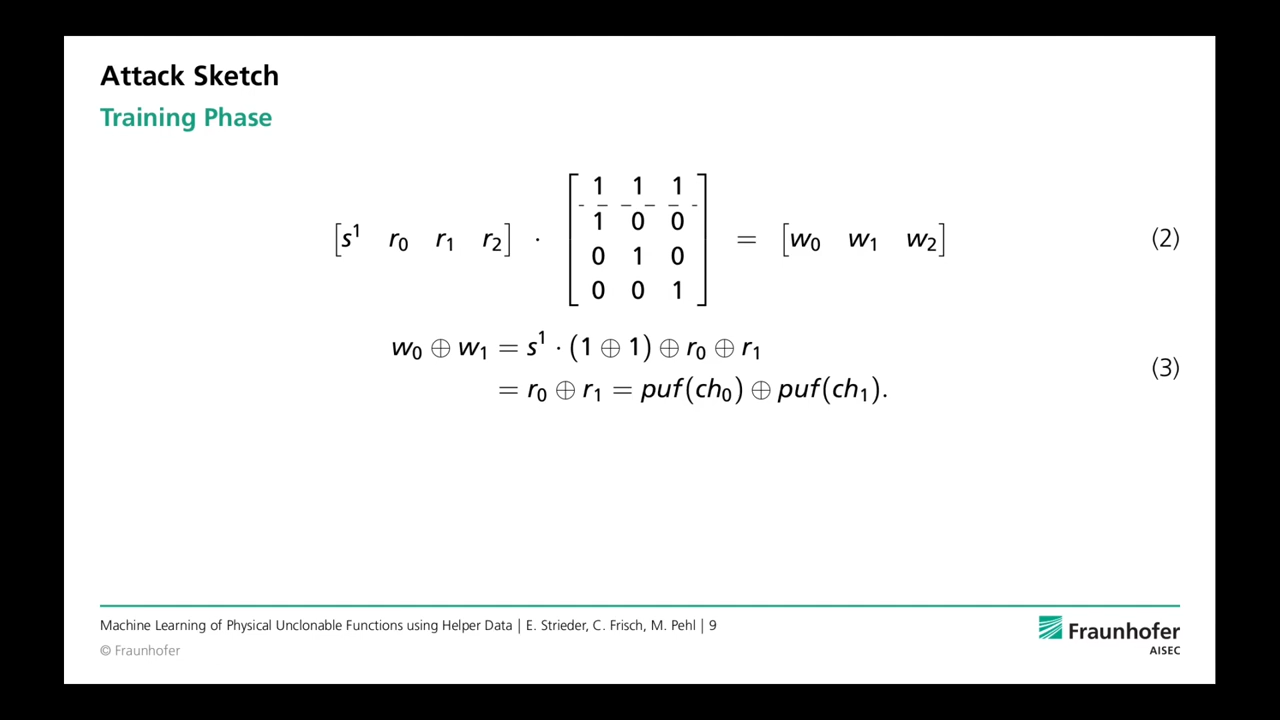 Attack Sketch
Training Phase
[s¹ r₀ r₁ r₂] · [1 1 1
1 0 0
0 1 0
0 0 1] = [w₀ w₁ w₂] (2)
w₀ ⊕ w₁ = s¹ · (1 ⊕ 1) ⊕ r₀ ⊕ r₁
= r₀ ⊕ r₁ = puf(ch₀) ⊕ puf(ch₁). (3)
Machine Learning of Physical Unclonable Functions using Helper Data | E. Strieder, C. Frisch, M. Pehl | 9
© Fraunhofer
Fraunhofer
AISEC